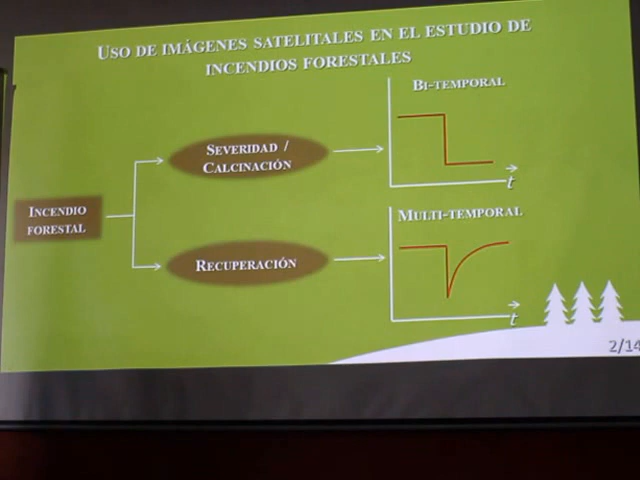 USO DE IMÁGENES SATELITALES EN EL ESTUDIO DE
INCENDIOS FORESTALES
BI-TEMPORAL
SEVERIDAD /
CALCINACIÓN
t
INCENDIO
FORESTAL
MULTI-TEMPORAL
RECUPERACIÓN
t
2/14